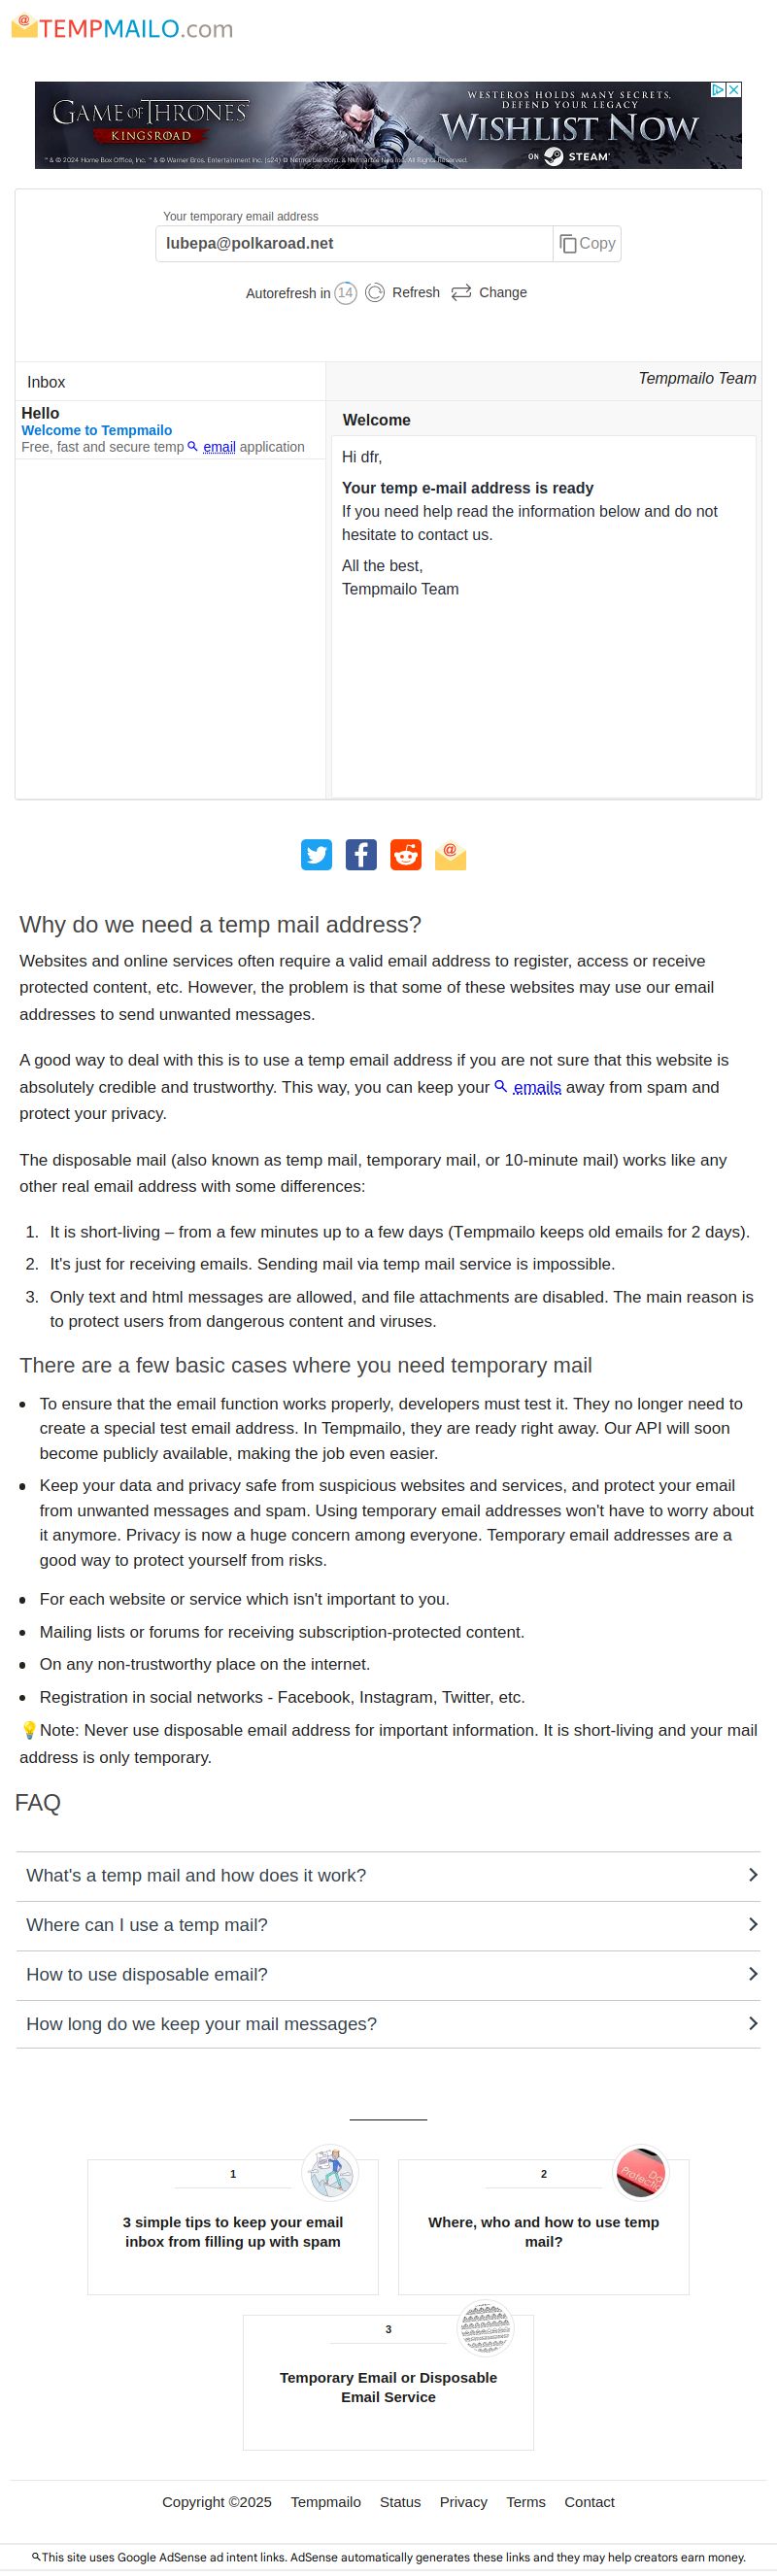 TEMPMAILO.com
GAME OF THRONES
KINGSROAD
WESTEROS HOLDS MANY SECRETS.
DEFEND YOUR LEGACY
WISHLIST NOW
ON STEAM
Your temporary email address
lubepa@polkaroad.net
Copy
Autorefresh in 14 Refresh Change
Inbox
Tempmailo Team
Hello
Welcome to Tempmailo
Free, fast and secure temp email application
Welcome
Hi dfr,
Your temp e-mail address is ready
If you need help read the information below and do not
hesitate to contact us.
All the best,
Tempmailo Team
Why do we need a temp mail address?
Websites and online services often require a valid email address to register, access or receive
protected content, etc. However, the problem is that some of these websites may use our email
addresses to send unwanted messages.
A good way to deal with this is to use a temp email address if you are not sure that this website is
absolutely credible and trustworthy. This way, you can keep your emails away from spam and
protect your privacy.
The disposable mail (also known as temp mail, temporary mail, or 10-minute mail) works like any
other real email address with some differences:
1. It is short-living – from a few minutes up to a few days (Tempmailo keeps old emails for 2 days).
2. It's just for receiving emails. Sending mail via temp mail service is impossible.
3. Only text and html messages are allowed, and file attachments are disabled. The main reason is
to protect users from dangerous content and viruses.
There are a few basic cases where you need temporary mail
• To ensure that the email function works properly, developers must test it. They no longer need to
create a special test email address. In Tempmailo, they are ready right away. Our API will soon
become publicly available, making the job even easier.
• Keep your data and privacy safe from suspicious websites and services, and protect your email
from unwanted messages and spam. Using temporary email addresses won't have to worry about
it anymore. Privacy is now a huge concern among everyone. Temporary email addresses are a
good way to protect yourself from risks.
• For each website or service which isn't important to you.
• Mailing lists or forums for receiving subscription-protected content.
• On any non-trustworthy place on the internet.
• Registration in social networks - Facebook, Instagram, Twitter, etc.
💡Note: Never use disposable email address for important information. It is short-living and your mail
address is only temporary.
FAQ
What's a temp mail and how does it work?
Where can I use a temp mail?
How to use disposable email?
How long do we keep your mail messages?
1
3 simple tips to keep your email
inbox from filling up with spam
2
Where, who and how to use temp
mail?
3
Temporary Email or Disposable
Email Service
Copyright ©2025 Tempmailo Status Privacy Terms Contact
This site uses Google AdSense ad intent links. AdSense automatically generates these links and they may help creators earn money.